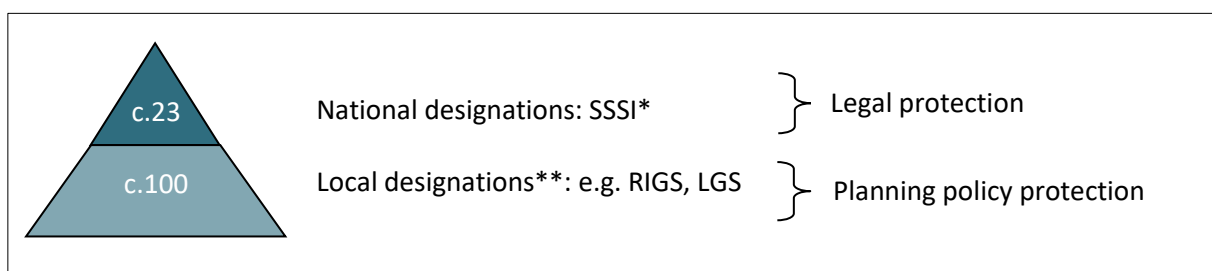 c.23
National designations: SSSI*
Legal protection
c.100
Local designations**: e.g. RIGS, LGS
Planning policy protection